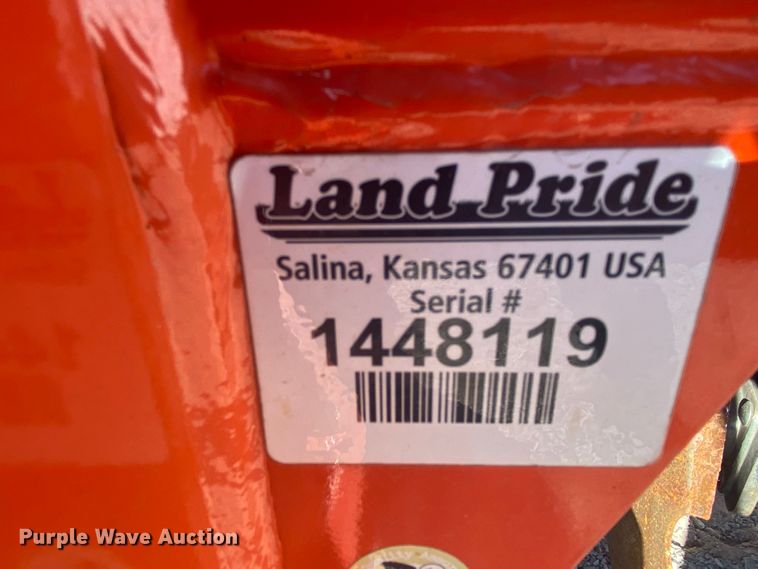 Land Pride
Salina, Kansas 67401 USA
Serial #
1448119
Purple Wave Auction